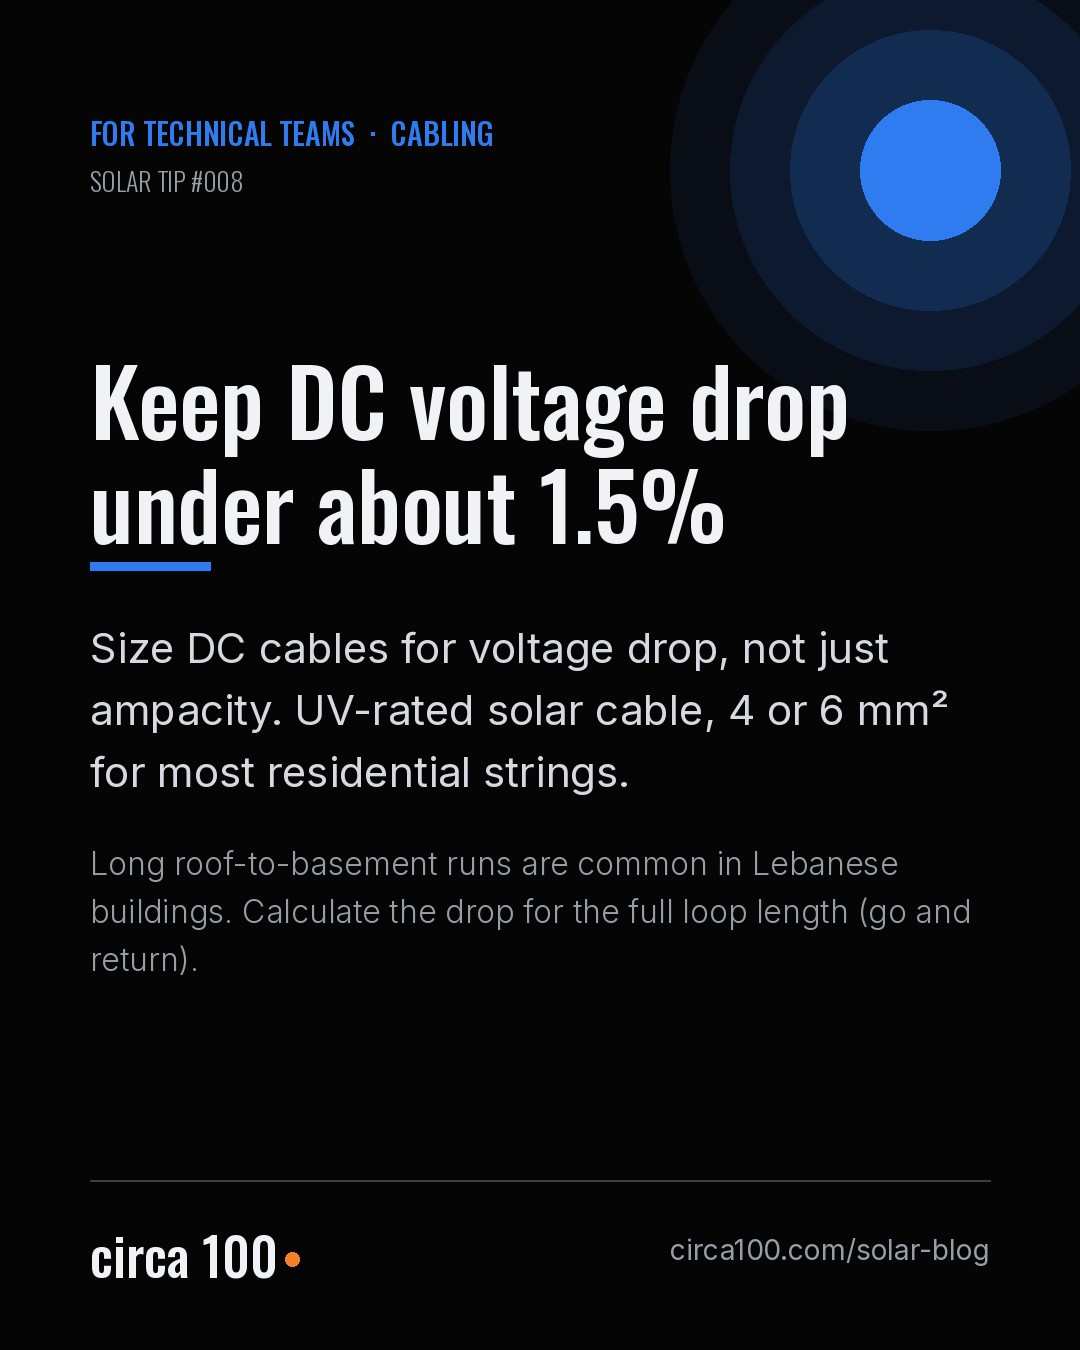 FOR TECHNICAL TEAMS · CABLING
SOLAR TIP #008
Keep DC voltage drop
under about 1.5%
Size DC cables for voltage drop, not just
ampacity. UV-rated solar cable, 4 or 6 mm²
for most residential strings.
Long roof-to-basement runs are common in Lebanese
buildings. Calculate the drop for the full loop length (go and
return).
circa 100
circa100.com/solar-blog